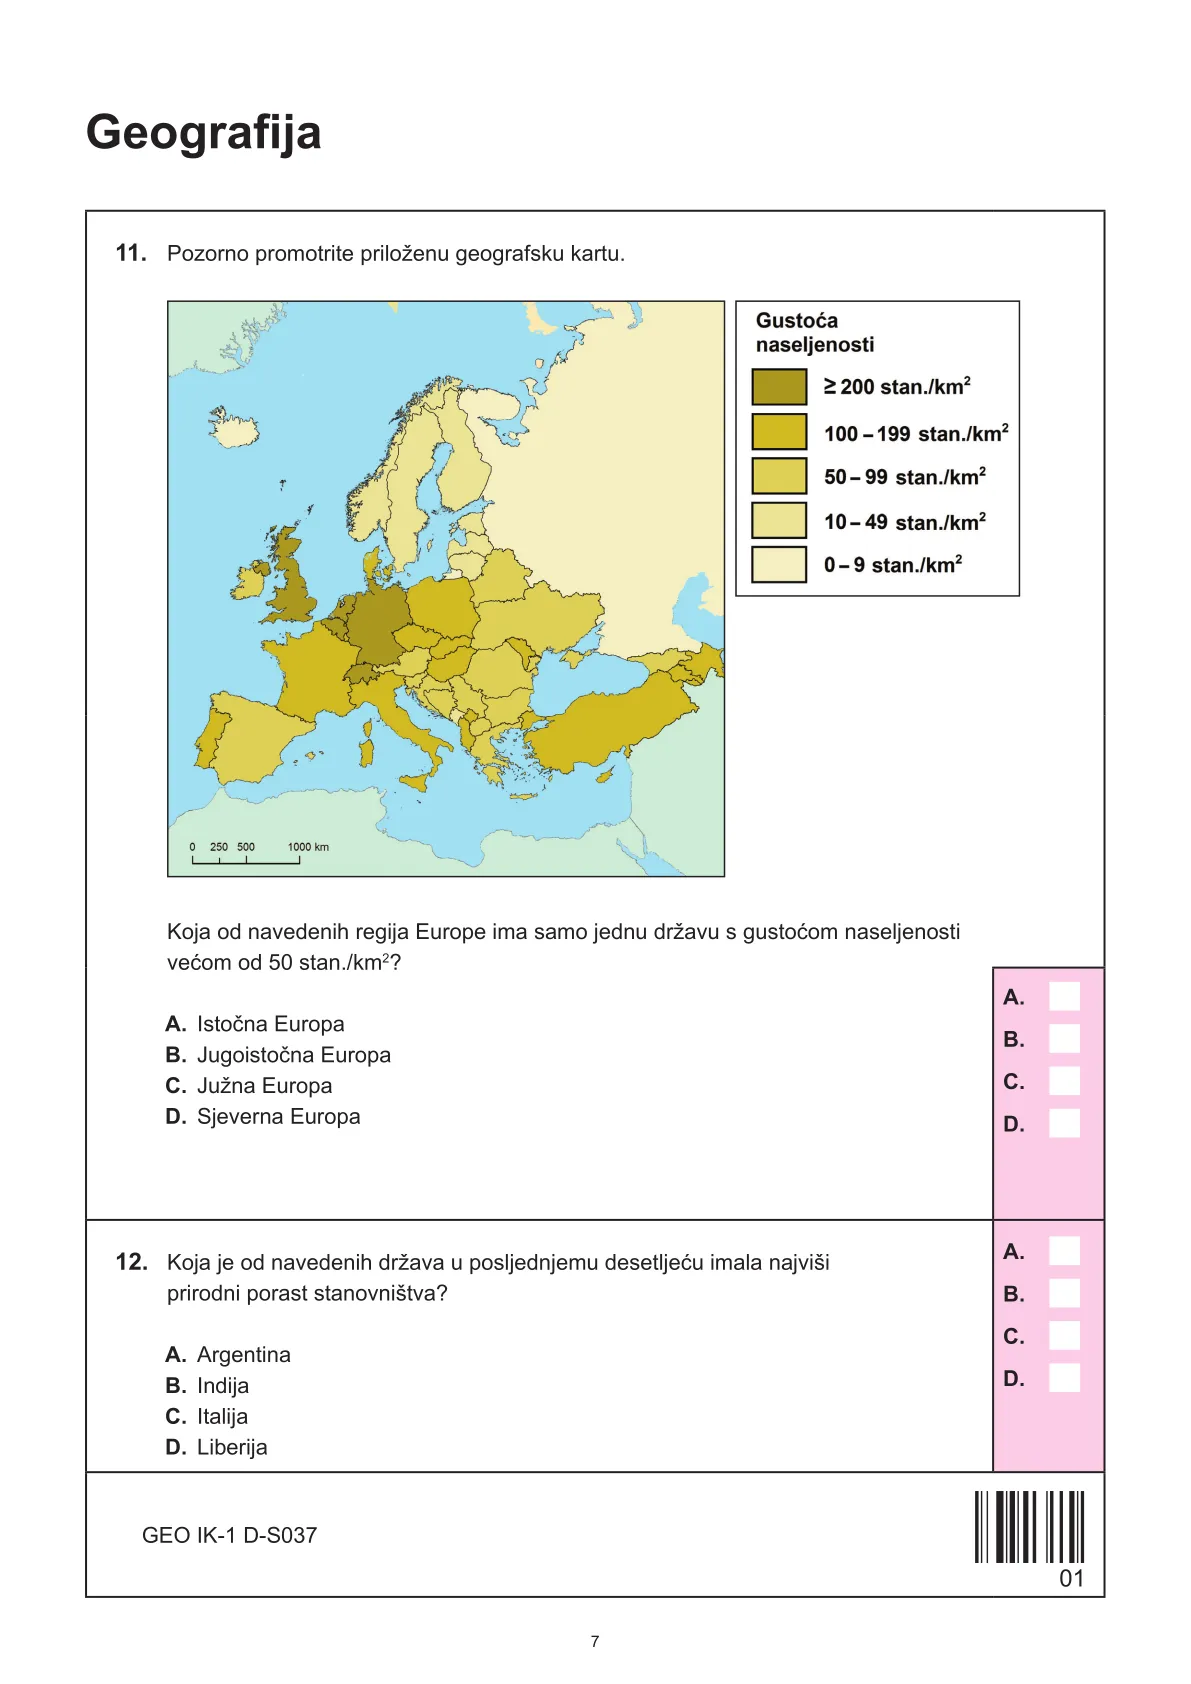 Geografija
11. Pozorno promotrite priloženu geografsku kartu.
Gustoća
naseljenosti
≥ 200 stan./km²
100 – 199 stan./km²
50 – 99 stan./km²
10 – 49 stan./km²
0 – 9 stan./km²
0 250 500 1000 km
Koja od navedenih regija Europe ima samo jednu državu s gustoćom naseljenosti
većom od 50 stan./km²?
A. Istočna Europa
B. Jugoistočna Europa
C. Južna Europa
D. Sjeverna Europa
A.
B.
C.
D.
12. Koja je od navedenih država u posljednjemu desetljeću imala najviši
prirodni porast stanovništva?
A. Argentina
B. Indija
C. Italija
D. Liberija
A.
B.
C.
D.
GEO IK-1 D-S037
01
7